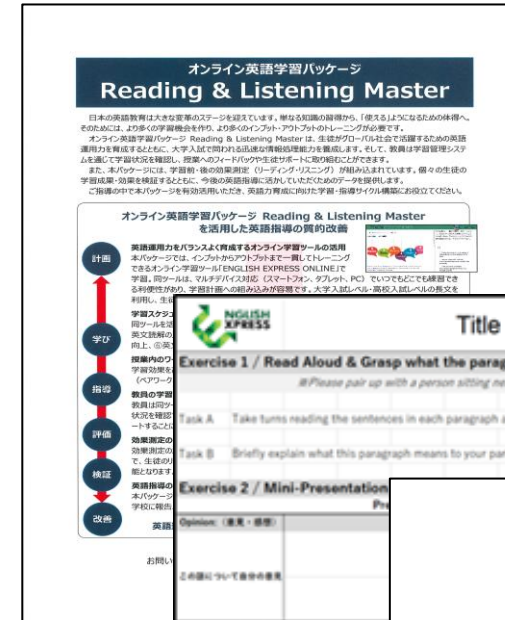 オンライン英語学習パッケージ
Reading & Listening Master
日本の英語教育は大きな変革のステージを迎えています。単なる知識の習得から、「使える」ようになるための体得へ。
そのためには、より多くの学習機会を作り、より多くのインプット・アウトプットのトレーニングが必要です。
オンライン英語学習パッケージ Reading & Listening Master は、生徒がグローバル社会で活躍するための英語
運用力を育成するとともに、大学入試で問われる迅速な情報処理能力を養成します。そして、教員は学習管理システ
ムを通じて学習状況を確認し、授業へのフィードバックや生徒サポートに取り組むことができます。
また、本パッケージには、学習前・後の効果測定（リーディング・リスニング）が組み込まれています。個々の生徒の
学習成果・効果を検証するとともに、今後の英語指導に活かしていただくためのデータを提供します。
ご指導の中で本パッケージを有効活用いただき、英語力育成に向けた学習・指導サイクル構築にお役立てください。
オンライン英語学習パッケージ Reading & Listening Master
を活用した英語指導の質的改善
計画
英語運用力をバランスよく育成するオンライン学習ツールの活用
本パッケージでは、インプットからアウトプットまで一貫してトレーニング
できるオンライン学習ツール「ENGLISH EXPRESS ONLINE」で
学習。同ツールは、マルチデバイス対応（スマートフォン、タブレット、PC）でいつでもどこでも練習でき
る利便性があり、学習計画への組み込みが容易です。大学入試レベル・高校入試レベルの長文を
利用し、生
学び
学習スケジュ
同ツールを
英文読解の
向上、⑥英
指導
授業内のワー
学習効果を
（ペアワーク
評価
教員の学習
教員は同ツ
状況を確認
ートすること
検証
効果測定の
効果測定の
で、生徒のリ
能となります
改善
英語指導の
本パッケージ
学校に報告
英語
お問い
NGLISH
XPRESS
Title
Exercise 1 / Read Aloud & Grasp what the parag
※Please pair up with a person sitting ne
Task A Take turns reading the sentences in each paragraph a
Task B Briefly explain what this paragraph means to your par
Exercise 2 / Mini-Presentation
Pre
Opinion: (意見・感想)
この話について自分の意見